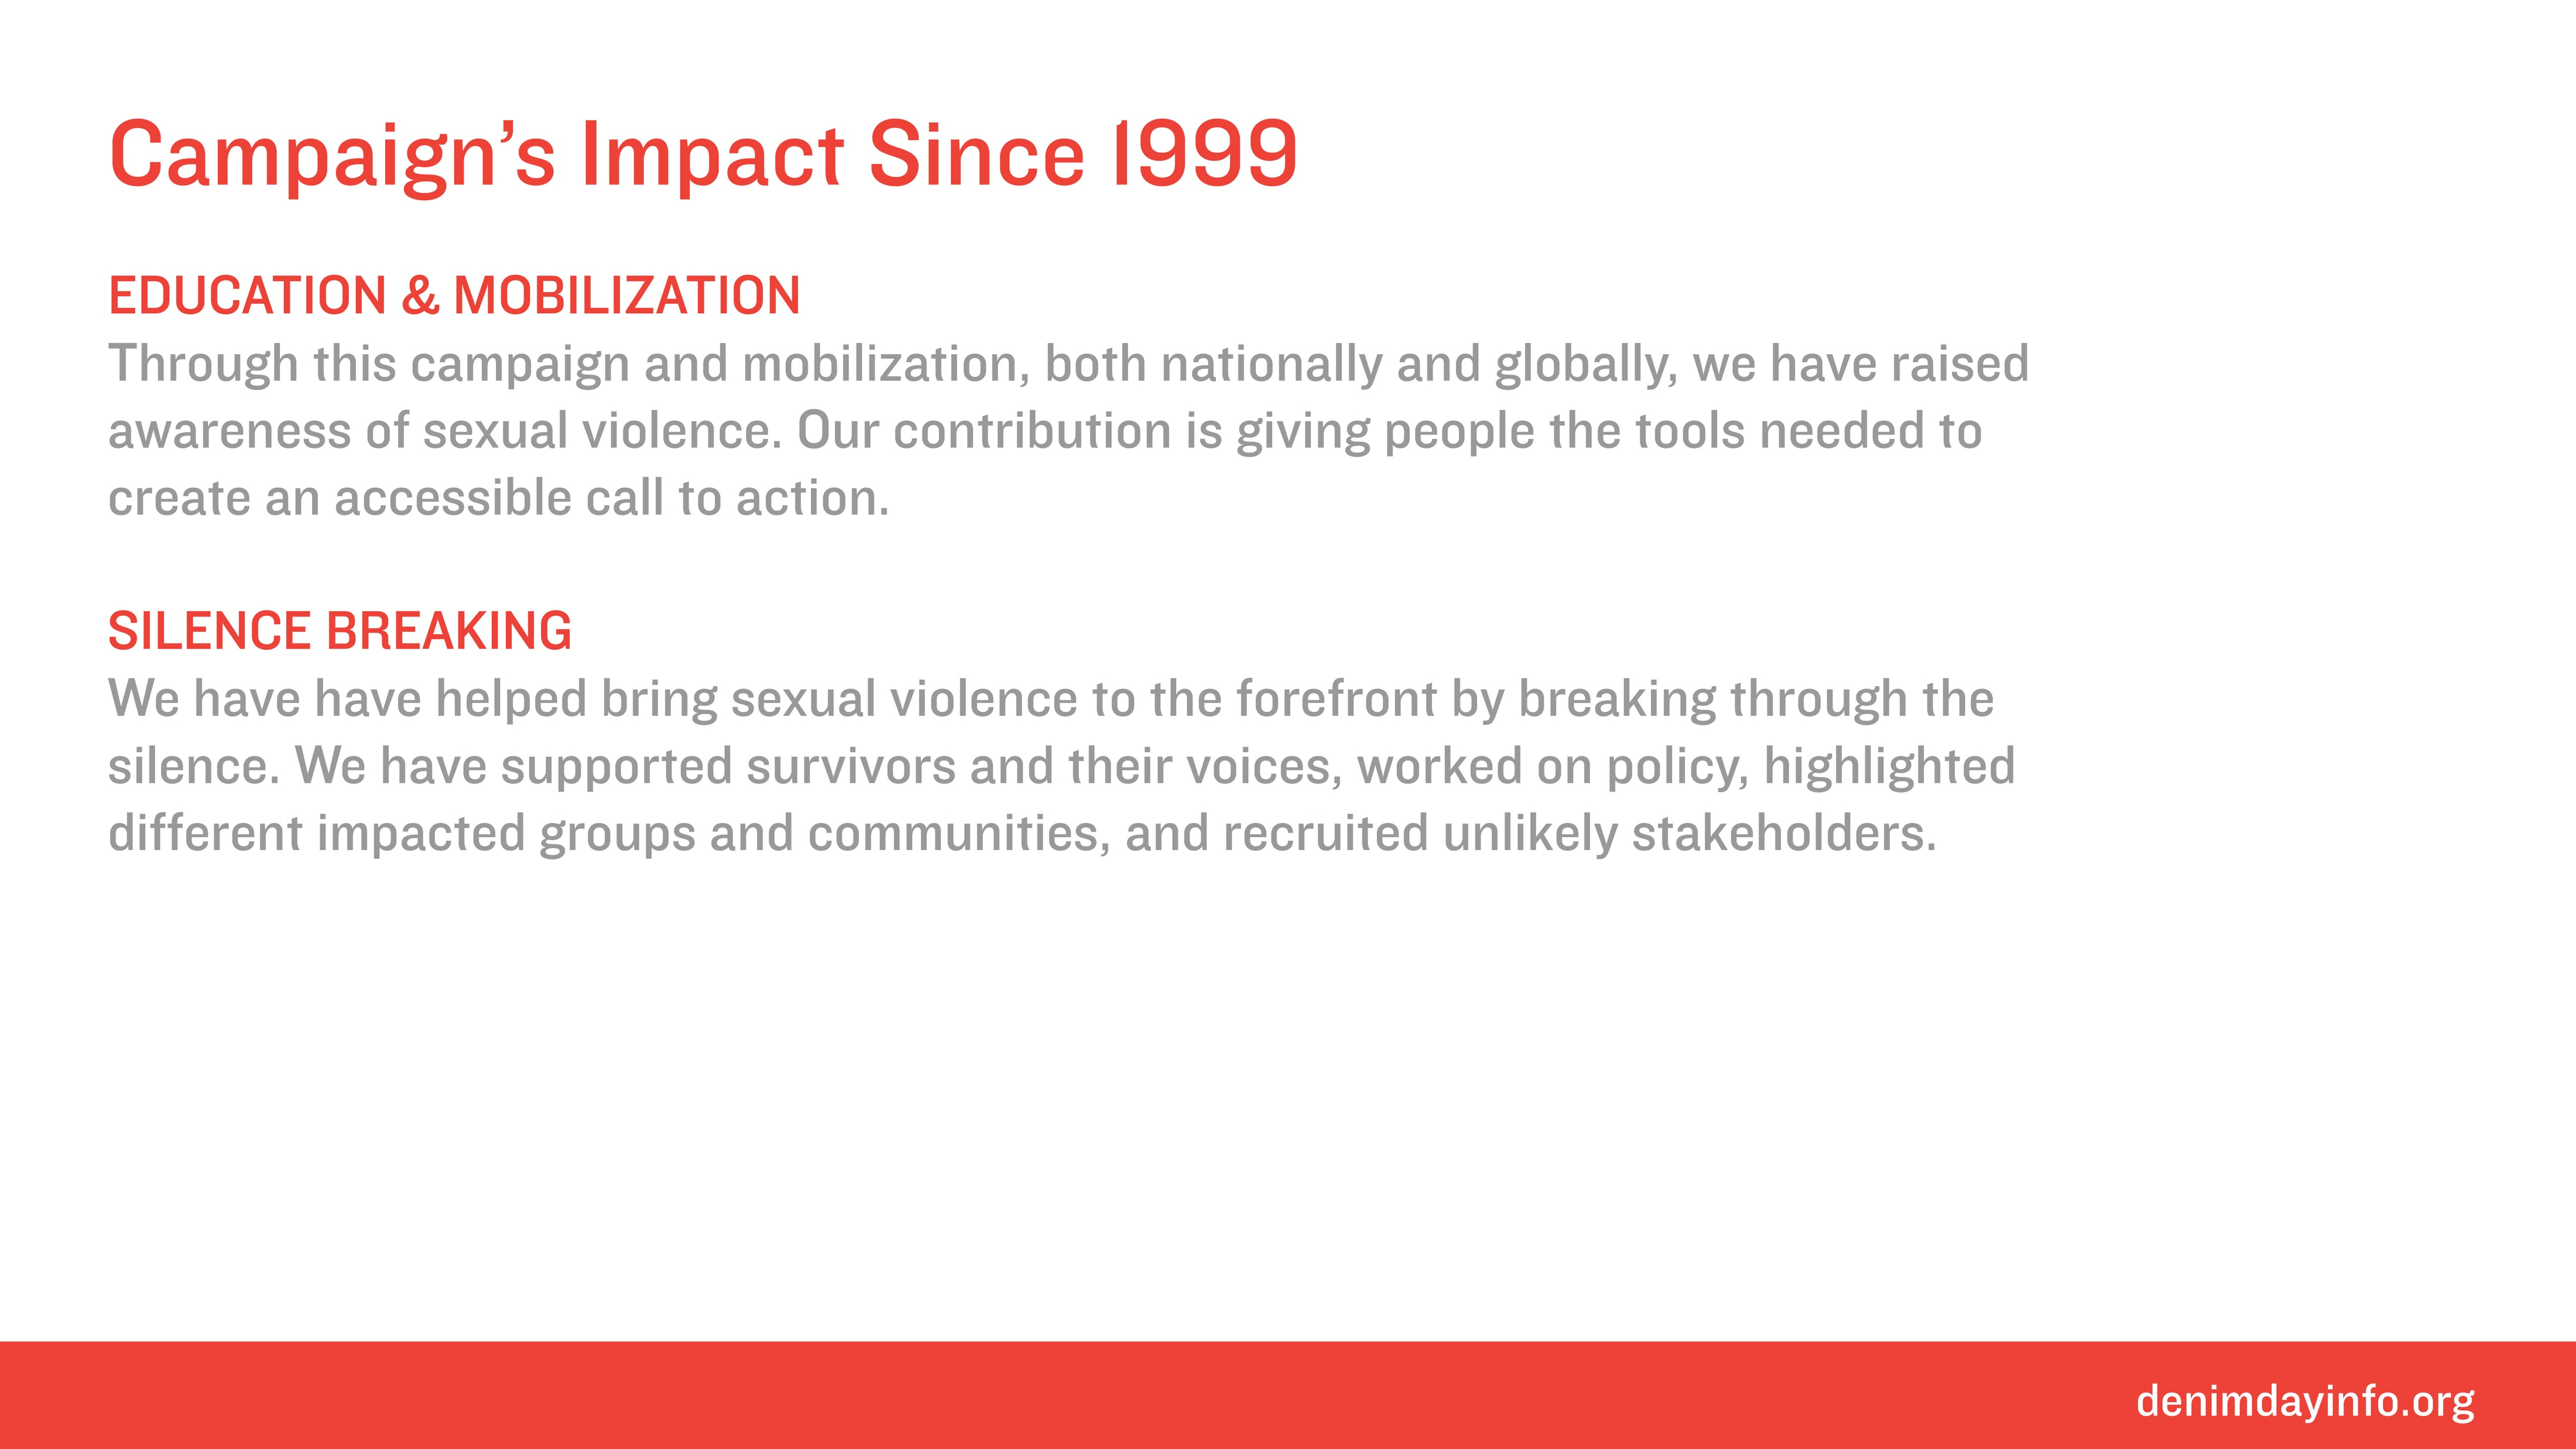 Campaign’s Impact Since 1999
EDUCATION & MOBILIZATION
Through this campaign and mobilization, both nationally and globally, we have raised
awareness of sexual violence. Our contribution is giving people the tools needed to
create an accessible call to action.
SILENCE BREAKING
We have have helped bring sexual violence to the forefront by breaking through the
silence. We have supported survivors and their voices, worked on policy, highlighted
different impacted groups and communities, and recruited unlikely stakeholders.
denimdayinfo.org